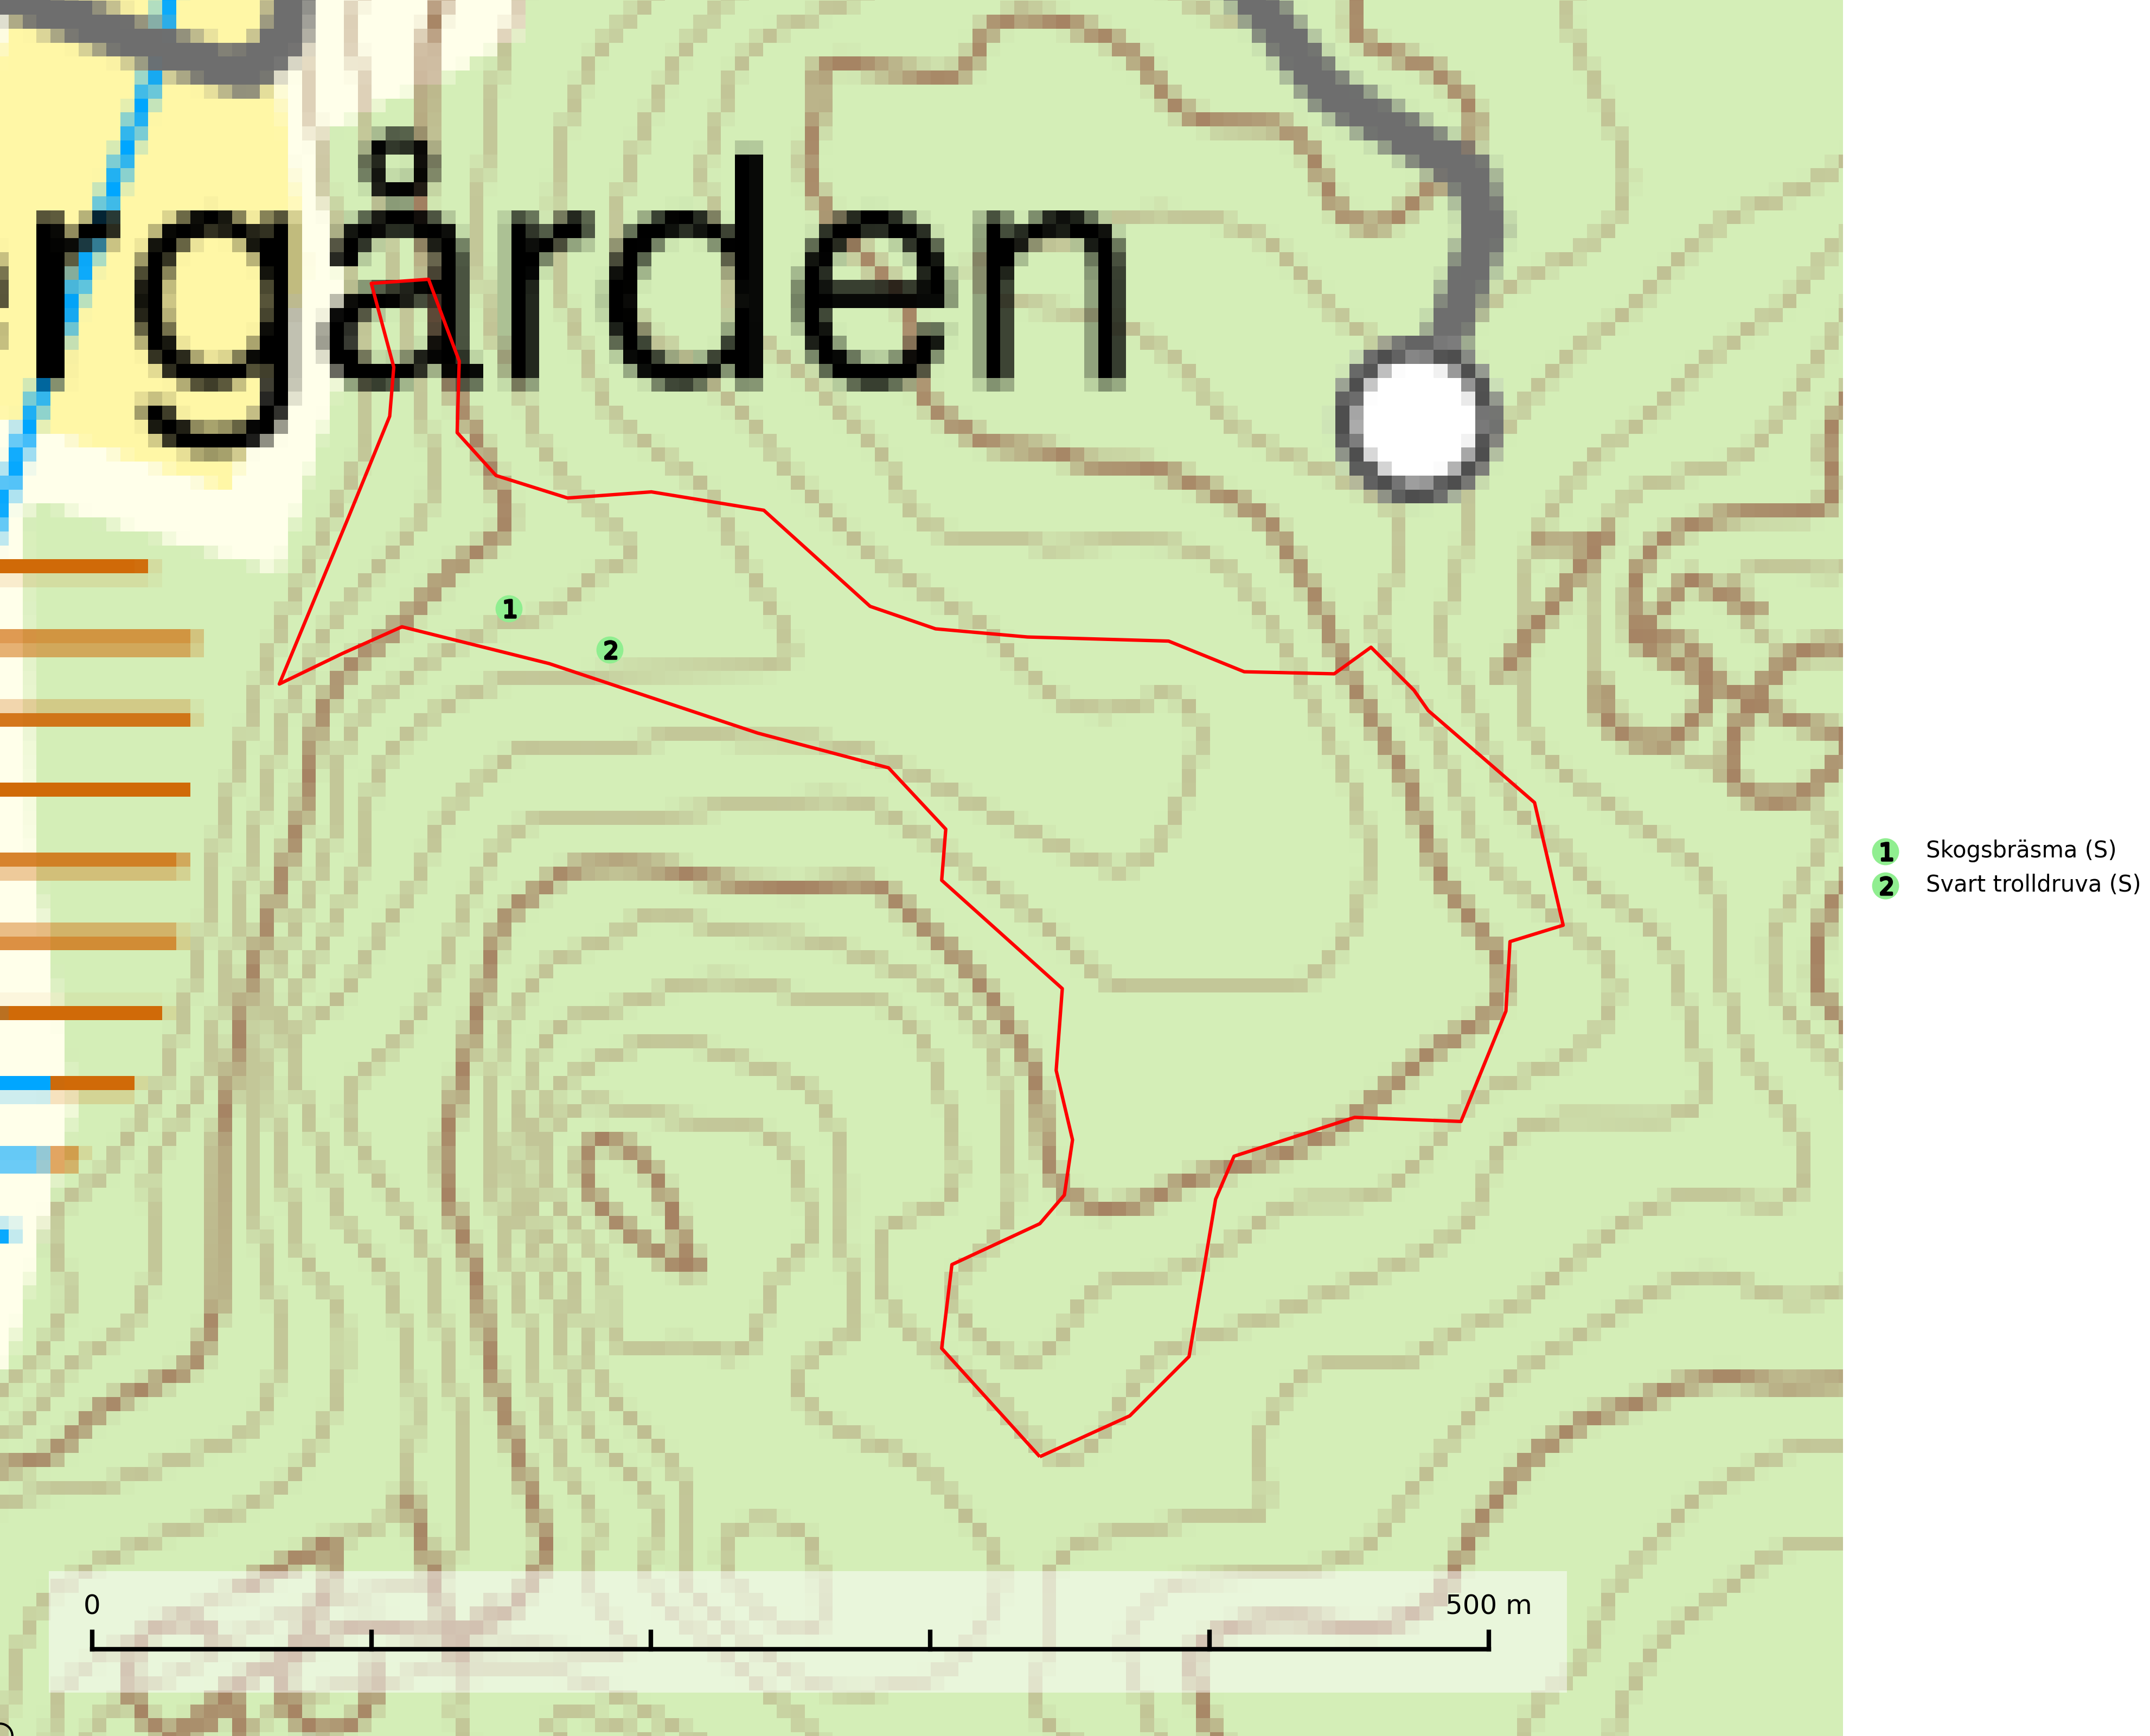 rgården
1
2
1 Skogsbräsma (S)
2 Svart trolldruva (S)
0 500 m